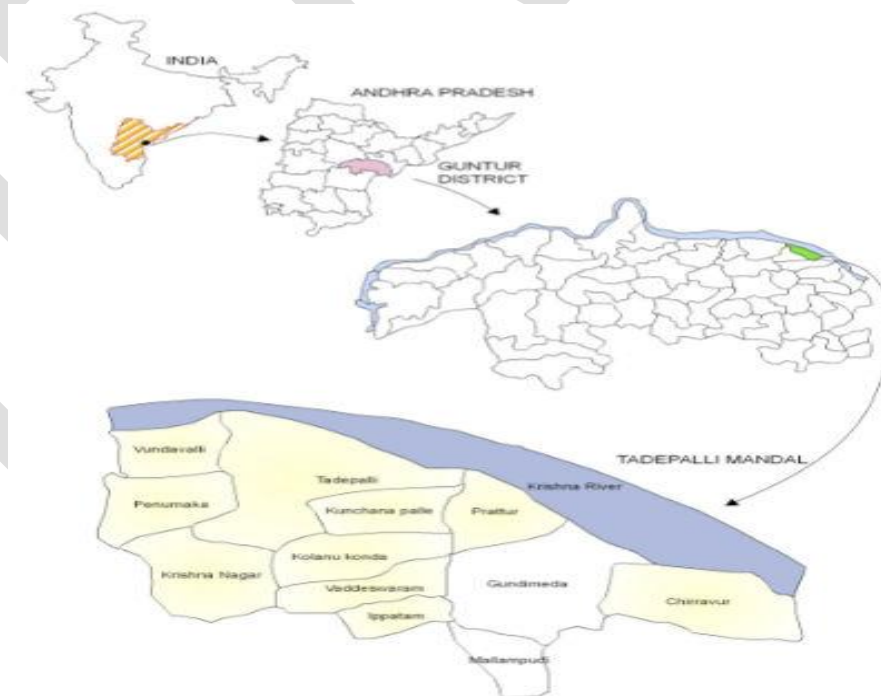 INDIA
ANDHRA PRADESH
GUNTUR
DISTRICT
TADEPALLI MANDAL
Krishna River
Vundavalli
Tadepalli
Penumaka
Kunchana palle
Prattur
Kolanu konda
Krishna Nagar
Vaddeswaram
Gundimeda
Chirravur
Ippatam
Mallampudi